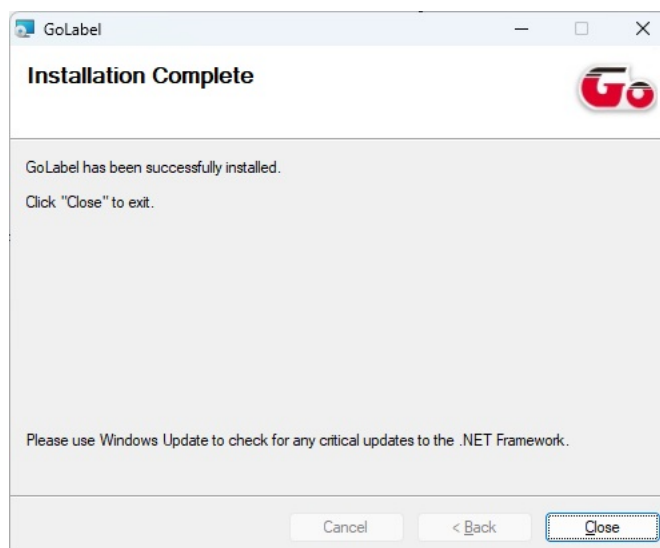 GoLabel
Installation Complete
Go
GoLabel has been successfully installed.
Click "Close" to exit.
Please use Windows Update to check for any critical updates to the .NET Framework.
Cancel
< Back
Close